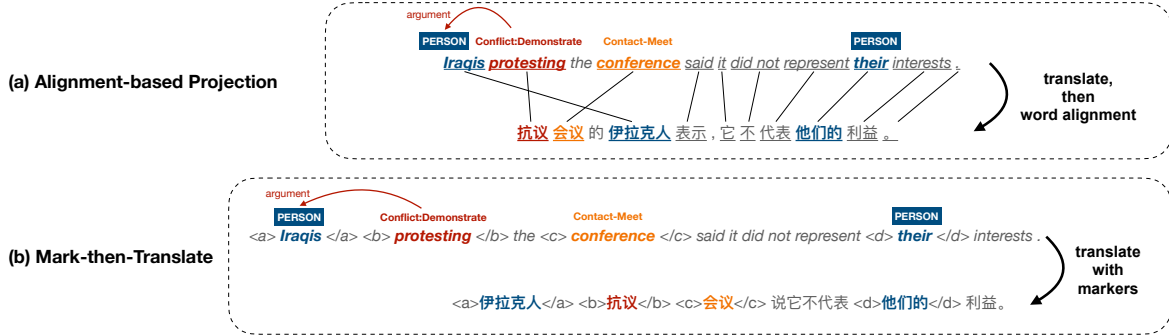 argument
PERSON Conflict:Demonstrate Contact-Meet PERSON
Iraqis protesting the conference said it did not represent their interests .
(a) Alignment-based Projection
translate,
then
word alignment
抗议 会议 的 伊拉克人 表示 , 它 不 代表 他们的 利益 。
argument
PERSON Conflict:Demonstrate Contact-Meet PERSON
<a> Iraqis </a> <b> protesting </b> the <c> conference </c> said it did not represent <d> their </d> interests .
(b) Mark-then-Translate
translate
with
markers
<a>伊拉克人</a> <b>抗议</b> <c>会议</c> 说它不代表 <d>他们的</d> 利益。